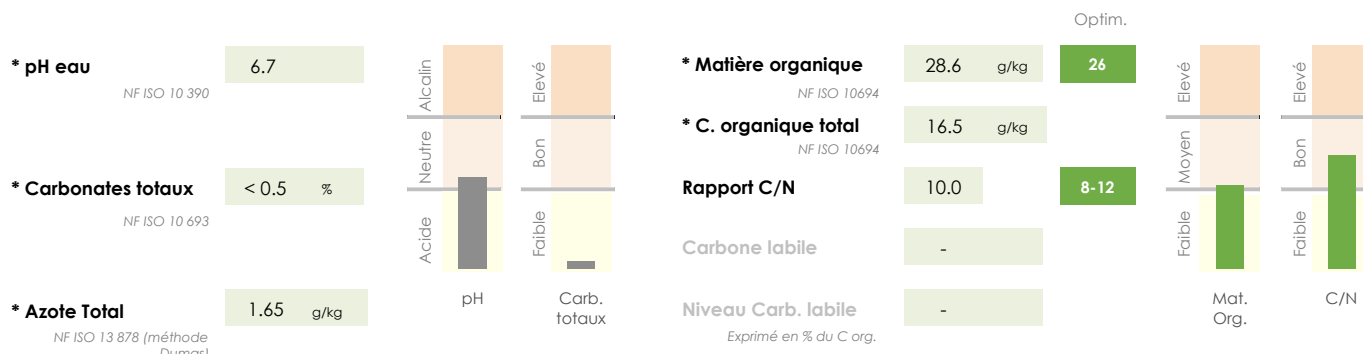 Optim.
* pH eau 6.7
NF ISO 10 390
* Carbonates totaux < 0.5 %
NF ISO 10 693
* Azote Total 1.65 g/kg
NF ISO 13 878 (méthode
Dumas)
Alcalin
Neutre
Acide
pH
Elevé
Bon
Faible
Carb.
totaux
* Matière organique 28.6 g/kg 26
NF ISO 10694
* C. organique total 16.5 g/kg
NF ISO 10694
Rapport C/N 10.0 8-12
Carbone labile -
Niveau Carb. labile -
Exprimé en % du C org.
Elevé
Moyen
Faible
Mat.
Org.
Elevé
Bon
Faible
C/N